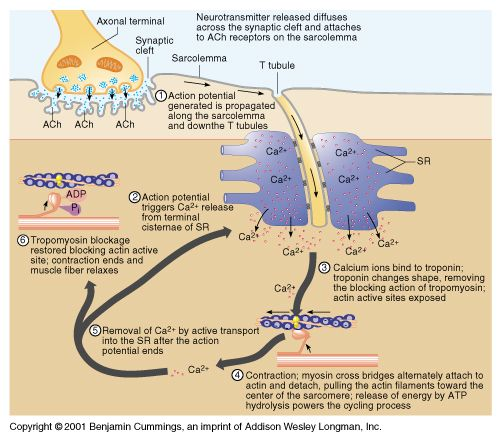 Axonal terminal
Neurotransmitter released diffuses
across the synaptic cleft and attaches
to ACh receptors on the sarcolemma
Synaptic
cleft
Sarcolemma
T tubule
ACh
ACh
ACh
① Action potential
generated is propagated
along the sarcolemma
and downthe T tubules
Ca2+
Ca2+
Ca2+
Ca2+
Ca2+
Ca2+
SR
ADP
Pi
② Action potential
triggers Ca2+ release
from terminal
cisternae of SR
Ca2+
Ca2+
Ca2+
Ca2+
⑥ Tropomyosin blockage
restored blocking actin active
site; contraction ends and
muscle fiber relaxes
③ Calcium ions bind to troponin;
troponin changes shape, removing
the blocking action of tropomyosin;
actin active sites exposed
Ca2+
⑤ Removal of Ca2+ by active transport
into the SR after the action
potential ends
Ca2+
④ Contraction; myosin cross bridges alternately attach to
actin and detach, pulling the actin filaments toward the
center of the sarcomere; release of energy by ATP
hydrolysis powers the cycling process
Copyright © 2001 Benjamin Cummings, an imprint of Addison Wesley Longman, Inc.